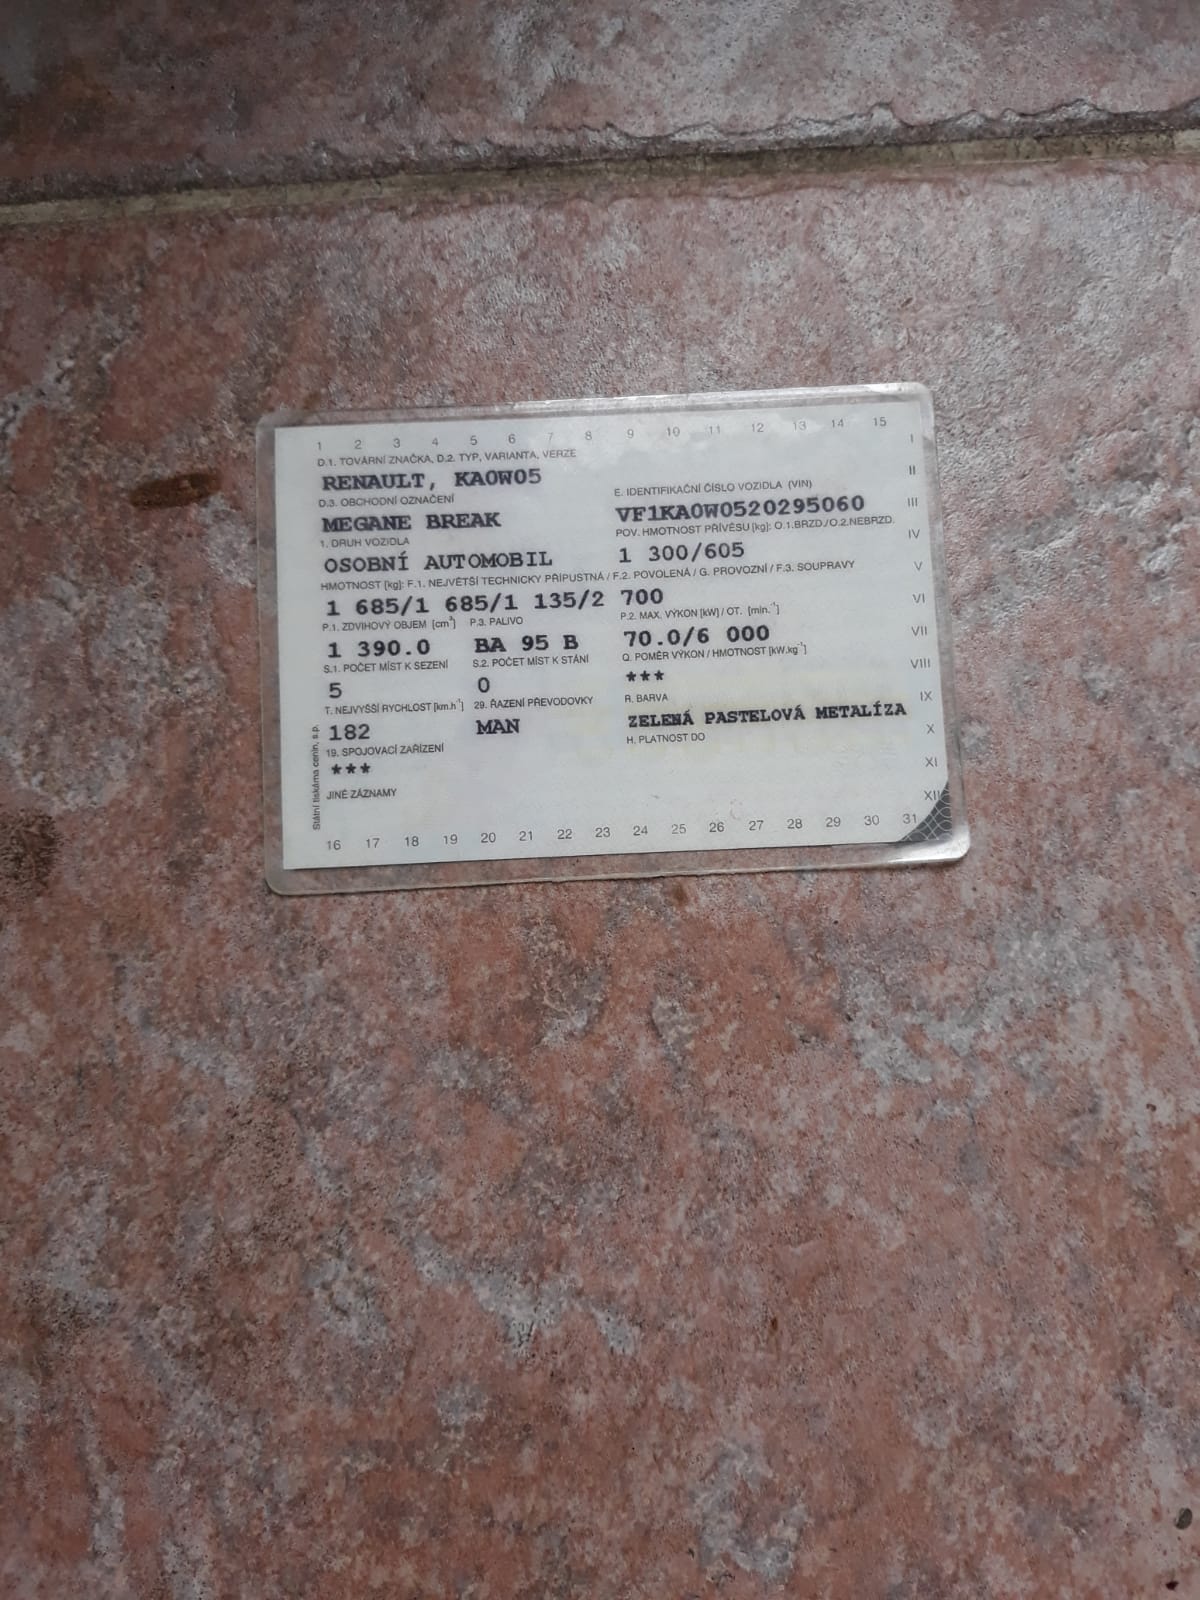 1 2 3 4 5 6 7 8 9 10 11 12 13 14 15
I
D.1. TOVÁRNÍ ZNAČKA, D.2. TYP, VARIANTA, VERZE
RENAULT, KA0W05
II
D.3. OBCHODNÍ OZNAČENÍ E. IDENTIFIKAČNÍ ČÍSLO VOZIDLA (VIN)
MEGANE BREAK VF1KA0W0520295060
III
1. DRUH VOZIDLA POV. HMOTNOST PŘÍVĚSU [kg]: O.1.BRZD./O.2.NEBRZD.
OSOBNÍ AUTOMOBIL 1 300/605
IV
HMOTNOST [kg]: F.1. NEJVĚTŠÍ TECHNICKY PŘÍPUSTNÁ / F.2. POVOLENÁ / G. PROVOZNÍ / F.3. SOUPRAVY
V
1 685/1 685/1 135/2 700
VI
P.1. ZDVIHOVÝ OBJEM [cm³] P.3. PALIVO P.2. MAX. VÝKON [kW] / OT. [min.⁻¹]
1 390.0 BA 95 B 70.0/6 000
VII
S.1. POČET MÍST K SEZENÍ S.2. POČET MÍST K STÁNÍ Q. POMĚR VÝKON / HMOTNOST [kW.kg⁻¹]
5 0 ***
VIII
T. NEJVYŠŠÍ RYCHLOST [km.h⁻¹] 29. ŘAZENÍ PŘEVODOVKY R. BARVA
IX
182 MAN ZELENÁ PASTELOVÁ METALÍZA
X
19. SPOJOVACÍ ZAŘÍZENÍ H. PLATNOST DO
***
XI
JINÉ ZÁZNAMY
XII
16 17 18 19 20 21 22 23 24 25 26 27 28 29 30 31
Státní tiskárna cenin, s.p.